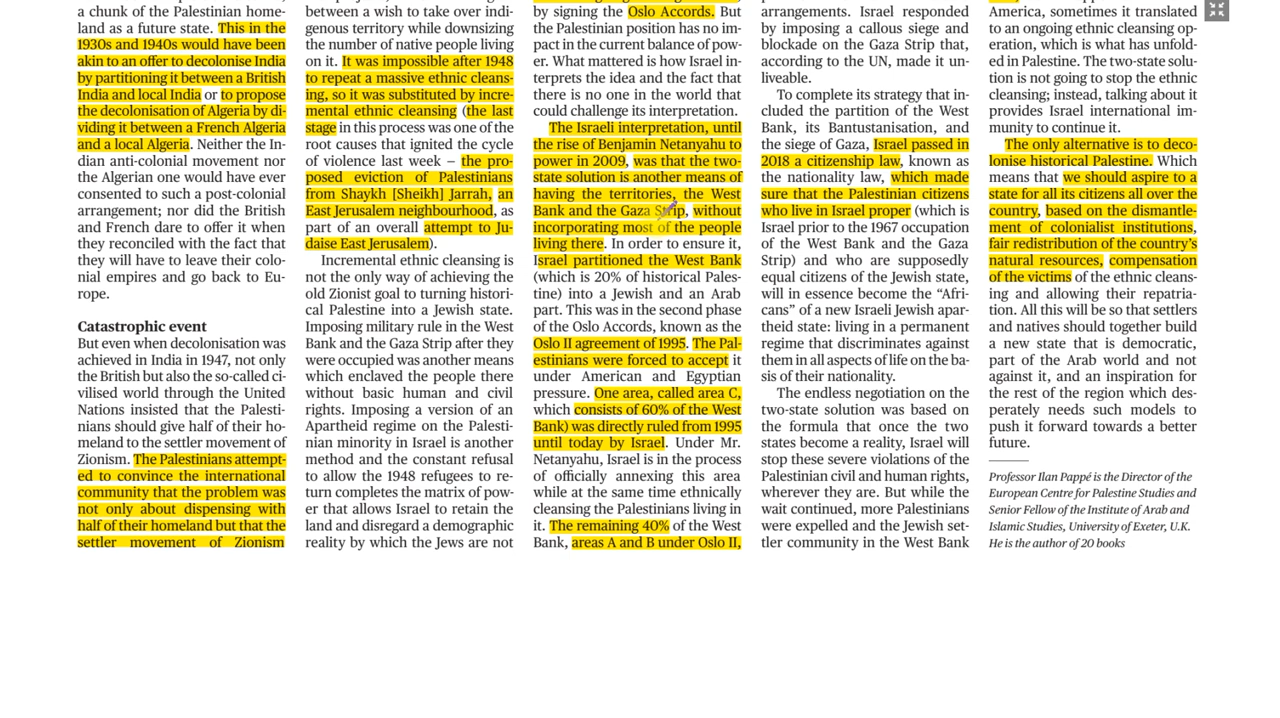 a chunk of the Palestinian home-
land as a future state. This in the
1930s and 1940s would have been
akin to an offer to decolonise India
by partitioning it between a British
India and local India or to propose
the decolonisation of Algeria by di-
viding it between a French Algeria
and a local Algeria. Neither the In-
dian anti-colonial movement nor
the Algerian one would have ever
consented to such a post-colonial
arrangement; nor did the British
and French dare to offer it when
they reconciled with the fact that
they will have to leave their colo-
nial empires and go back to Eu-
rope.
Catastrophic event
But even when decolonisation was
achieved in India in 1947, not only
the British but also the so-called ci-
vilised world through the United
Nations insisted that the Palesti-
nians should give half of their ho-
meland to the settler movement of
Zionism. The Palestinians attempt-
ed to convince the international
community that the problem was
not only about dispensing with
half of their homeland but that the
settler movement of Zionism
between a wish to take over indi-
genous territory while downsizing
the number of native people living
on it. It was impossible after 1948
to repeat a massive ethnic cleans-
ing, so it was substituted by incre-
mental ethnic cleansing (the last
stage in this process was one of the
root causes that ignited the cycle
of violence last week – the pro-
posed eviction of Palestinians
from Shaykh [Sheikh] Jarrah, an
East Jerusalem neighbourhood, as
part of an overall attempt to Ju-
daise East Jerusalem).
Incremental ethnic cleansing is
not the only way of achieving the
old Zionist goal to turning histori-
cal Palestine into a Jewish state.
Imposing military rule in the West
Bank and the Gaza Strip after they
were occupied was another means
which enclaved the people there
without basic human and civil
rights. Imposing a version of an
Apartheid regime on the Palesti-
nian minority in Israel is another
method and the constant refusal
to allow the 1948 refugees to re-
turn completes the matrix of pow-
er that allows Israel to retain the
land and disregard a demographic
reality by which the Jews are not
by signing the Oslo Accords. But
the Palestinian position has no im-
pact in the current balance of pow-
er. What mattered is how Israel in-
terprets the idea and the fact that
there is no one in the world that
could challenge its interpretation.
The Israeli interpretation, until
the rise of Benjamin Netanyahu to
power in 2009, was that the two-
state solution is another means of
having the territories, the West
Bank and the Gaza Strip, without
incorporating most of the people
living there. In order to ensure it,
Israel partitioned the West Bank
(which is 20% of historical Pales-
tine) into a Jewish and an Arab
part. This was in the second phase
of the Oslo Accords, known as the
Oslo II agreement of 1995. The Pal-
estinians were forced to accept it
under American and Egyptian
pressure. One area, called area C,
which consists of 60% of the West
Bank) was directly ruled from 1995
until today by Israel. Under Mr.
Netanyahu, Israel is in the process
of officially annexing this area
while at the same time ethnically
cleansing the Palestinians living in
it. The remaining 40% of the West
Bank, areas A and B under Oslo II,
arrangements. Israel responded
by imposing a callous siege and
blockade on the Gaza Strip that,
according to the UN, made it un-
liveable.
To complete its strategy that in-
cluded the partition of the West
Bank, its Bantustanisation, and
the siege of Gaza, Israel passed in
2018 a citizenship law, known as
the nationality law, which made
sure that the Palestinian citizens
who live in Israel proper (which is
Israel prior to the 1967 occupation
of the West Bank and the Gaza
Strip) and who are supposedly
equal citizens of the Jewish state,
will in essence become the “Afri-
cans” of a new Israeli Jewish apar-
theid state: living in a permanent
regime that discriminates against
them in all aspects of life on the ba-
sis of their nationality.
The endless negotiation on the
two-state solution was based on
the formula that once the two
states become a reality, Israel will
stop these severe violations of the
Palestinian civil and human rights,
wherever they are. But while the
wait continued, more Palestinians
were expelled and the Jewish set-
tler community in the West Bank
America, sometimes it translated
to an ongoing ethnic cleansing op-
eration, which is what has unfold-
ed in Palestine. The two-state solu-
tion is not going to stop the ethnic
cleansing; instead, talking about it
provides Israel international im-
munity to continue it.
The only alternative is to deco-
lonise historical Palestine. Which
means that we should aspire to a
state for all its citizens all over the
country, based on the dismantle-
ment of colonialist institutions,
fair redistribution of the country’s
natural resources, compensation
of the victims of the ethnic cleans-
ing and allowing their repatria-
tion. All this will be so that settlers
and natives should together build
a new state that is democratic,
part of the Arab world and not
against it, and an inspiration for
the rest of the region which des-
perately needs such models to
push it forward towards a better
future.
Professor Ilan Pappé is the Director of the
European Centre for Palestine Studies and
Senior Fellow of the Institute of Arab and
Islamic Studies, University of Exeter, U.K.
He is the author of 20 books